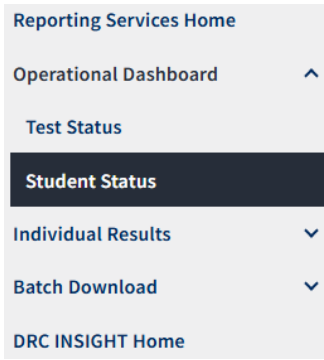 Reporting Services Home
Operational Dashboard
Test Status
Student Status
Individual Results
Batch Download
DRC INSIGHT Home